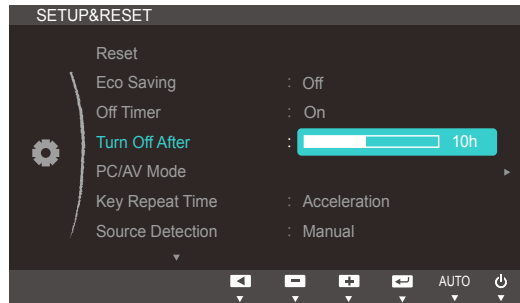 SETUP&RESET
Reset
Eco Saving : Off
Off Timer : On
Turn Off After : 10h
PC/AV Mode
Key Repeat Time : Acceleration
Source Detection : Manual
AUTO